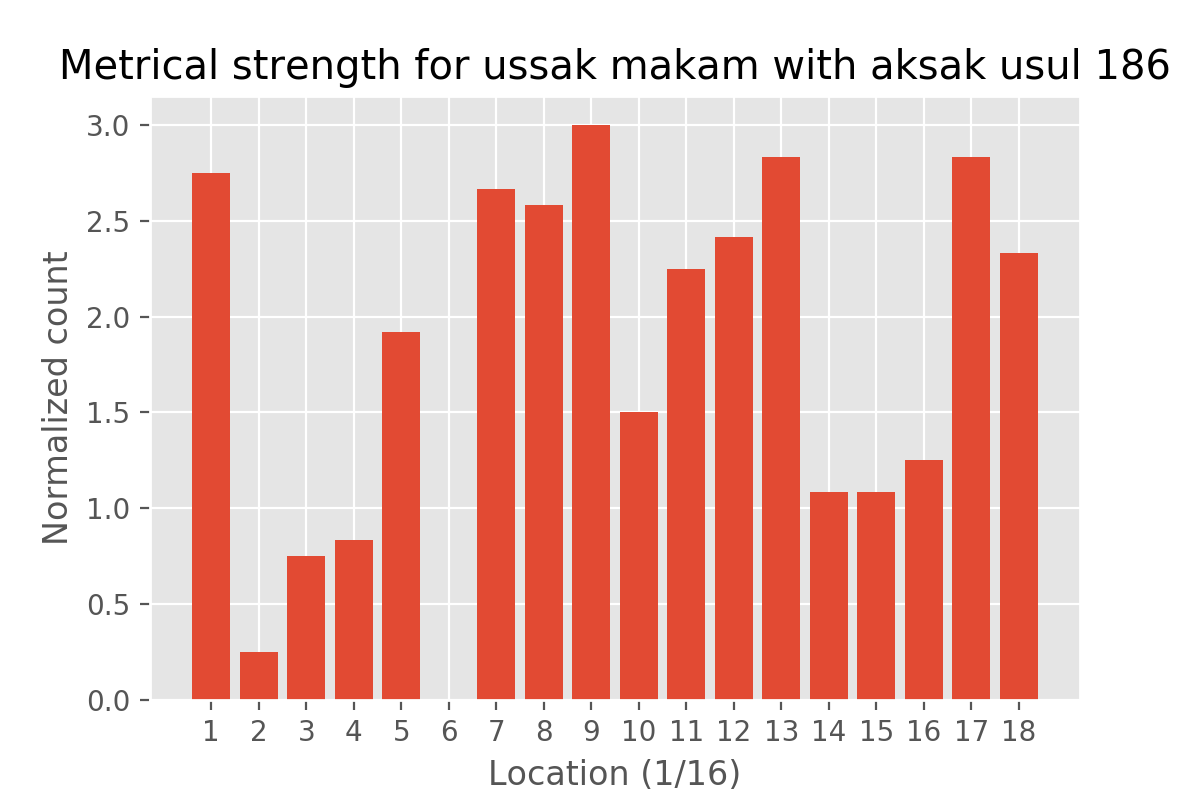 Metrical strength for ussak makam with aksak usul 186
3.0
2.5
2.0
1.5
1.0
0.5
0.0
Normalized count
1 2 3 4 5 6 7 8 9 10 11 12 13 14 15 16 17 18
Location (1/16)